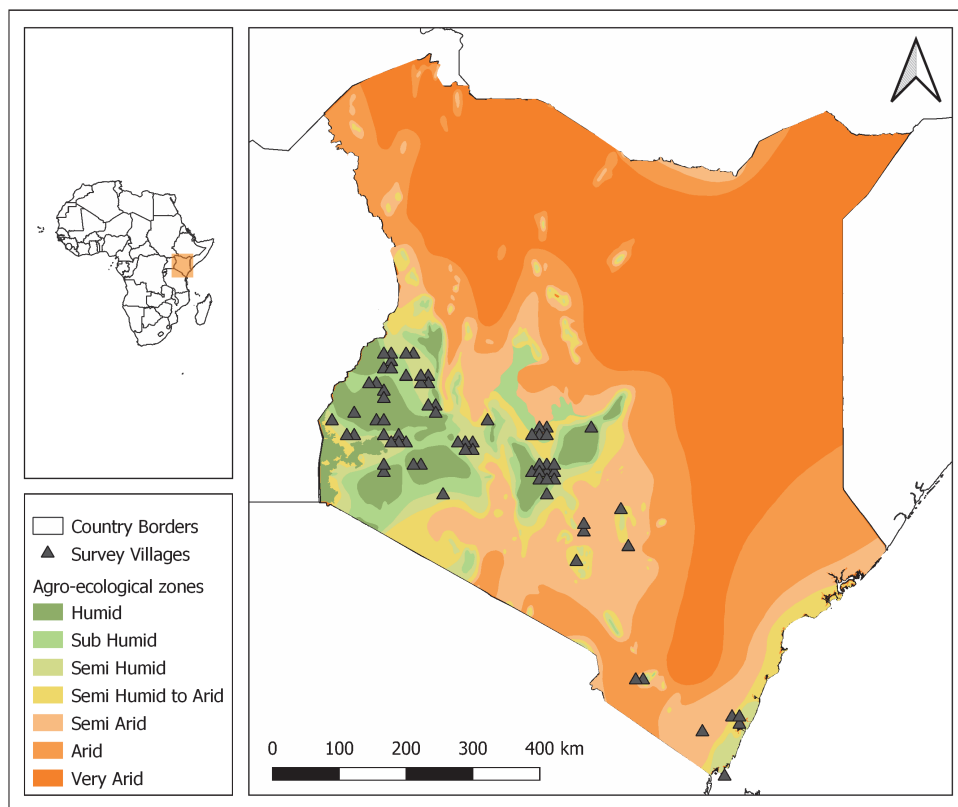 Country Borders
Survey Villages
Agro-ecological zones
Humid
Sub Humid
Semi Humid
Semi Humid to Arid
Semi Arid
Arid
Very Arid
0 100 200 300 400 km